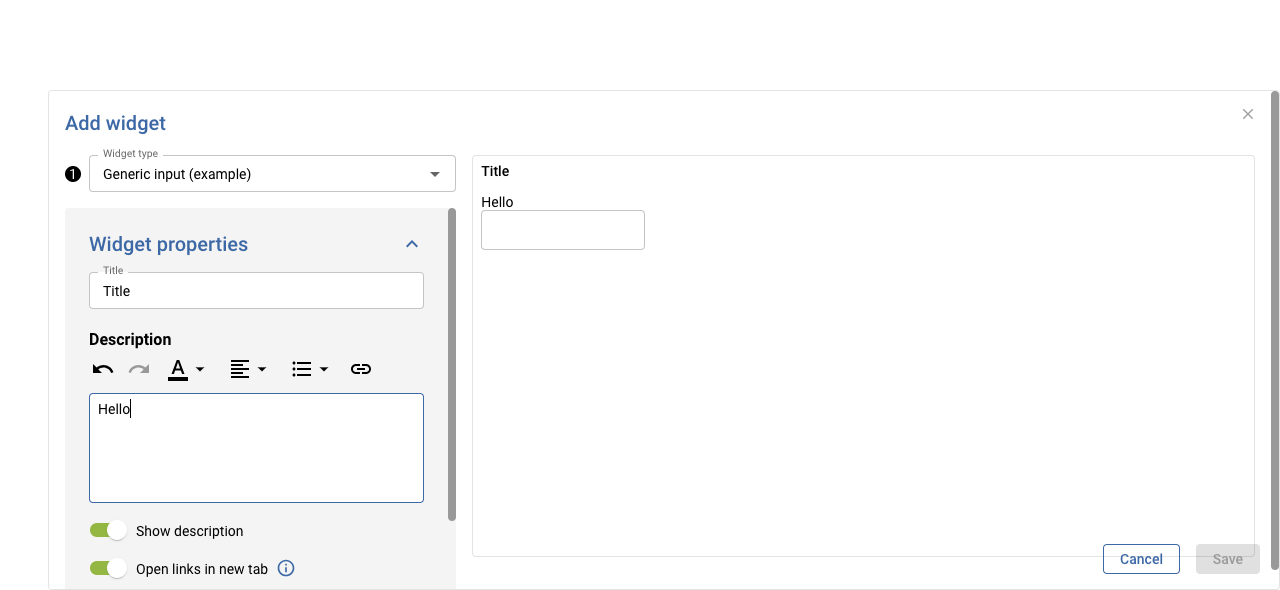 Add widget
Widget type
1 Generic input (example)
Widget properties
Title
Title
Description
A
Hello
Show description
Open links in new tab
Title
Hello
Cancel
Save